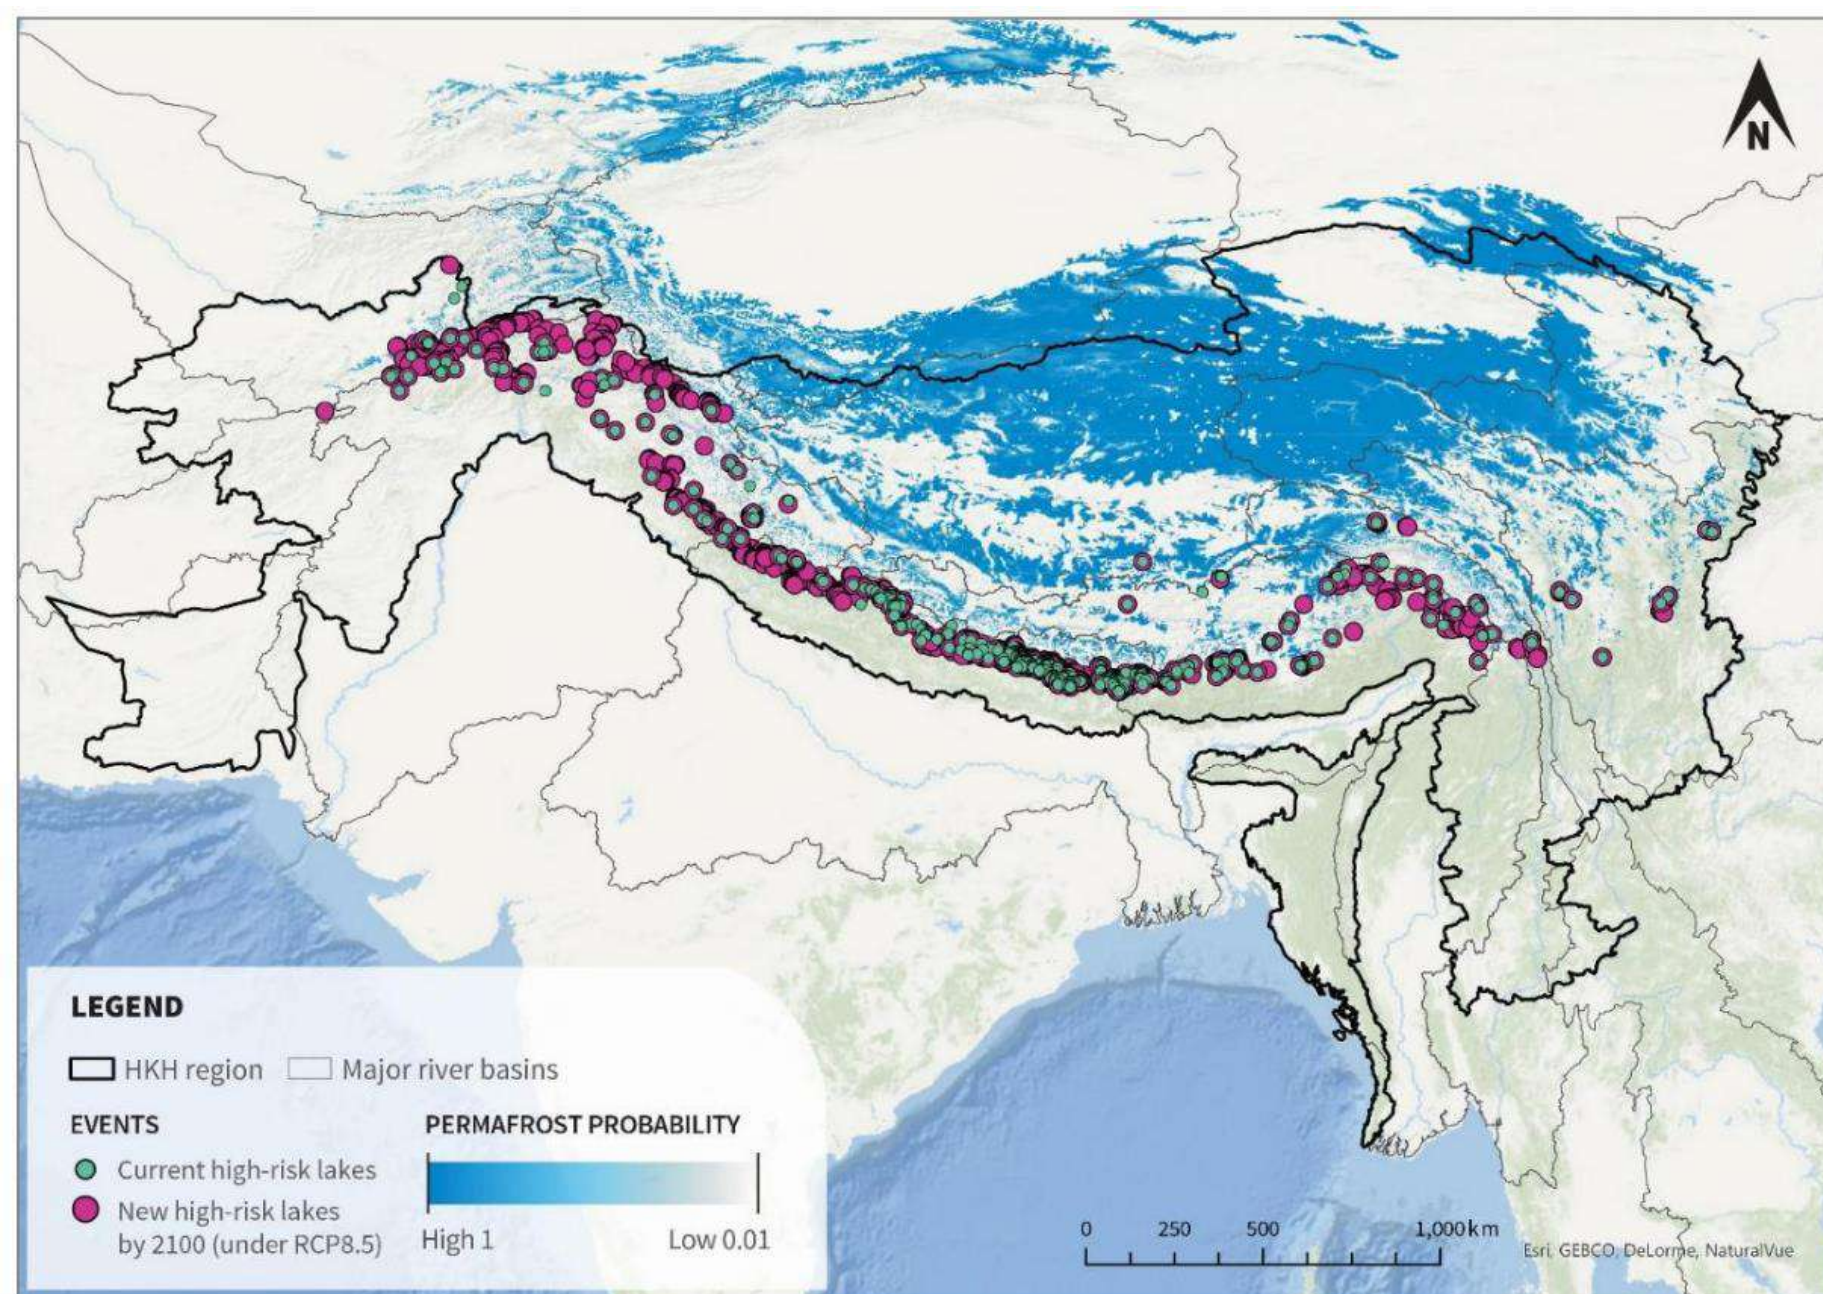 N
LEGEND
HKH region Major river basins
EVENTS
Current high-risk lakes
New high-risk lakes
by 2100 (under RCP8.5)
PERMAFROST PROBABILITY
High 1 Low 0.01
0 250 500 1,000 km
Esri, GEBCO, DeLorme, NaturalVue